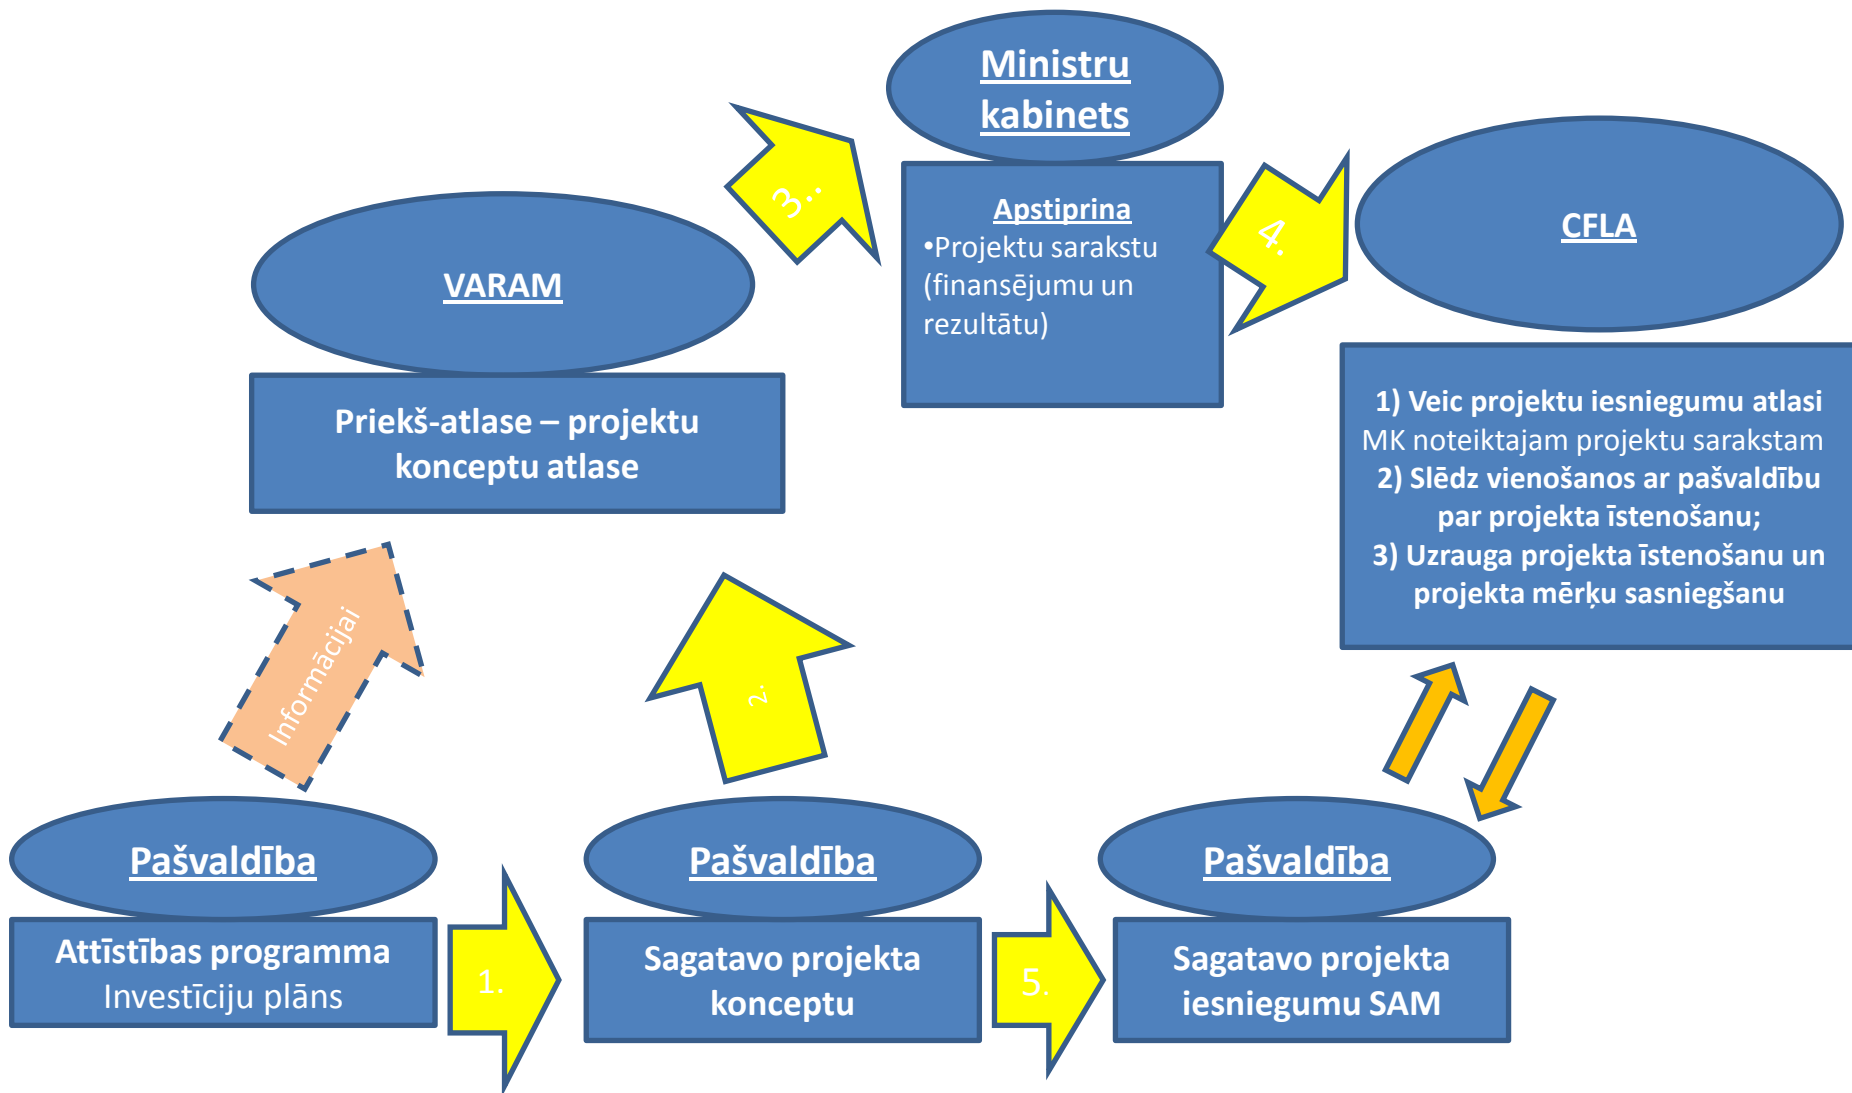 Ministru
kabinets
3..
Apstiprina
•Projektu sarakstu
(finansējumu un
rezultātu)
4.
CFLA
VARAM
Priekš-atlase – projektu
konceptu atlase
1) Veic projektu iesniegumu atlasi
MK noteiktajam projektu sarakstam
2) Slēdz vienošanos ar pašvaldību
par projekta īstenošanu;
3) Uzrauga projekta īstenošanu un
projekta mērķu sasniegšanu
Informācijai
2.
Pašvaldība
Attīstības programma
Investīciju plāns
1.
Pašvaldība
Sagatavo projekta
konceptu
5.
Pašvaldība
Sagatavo projekta
iesniegumu SAM